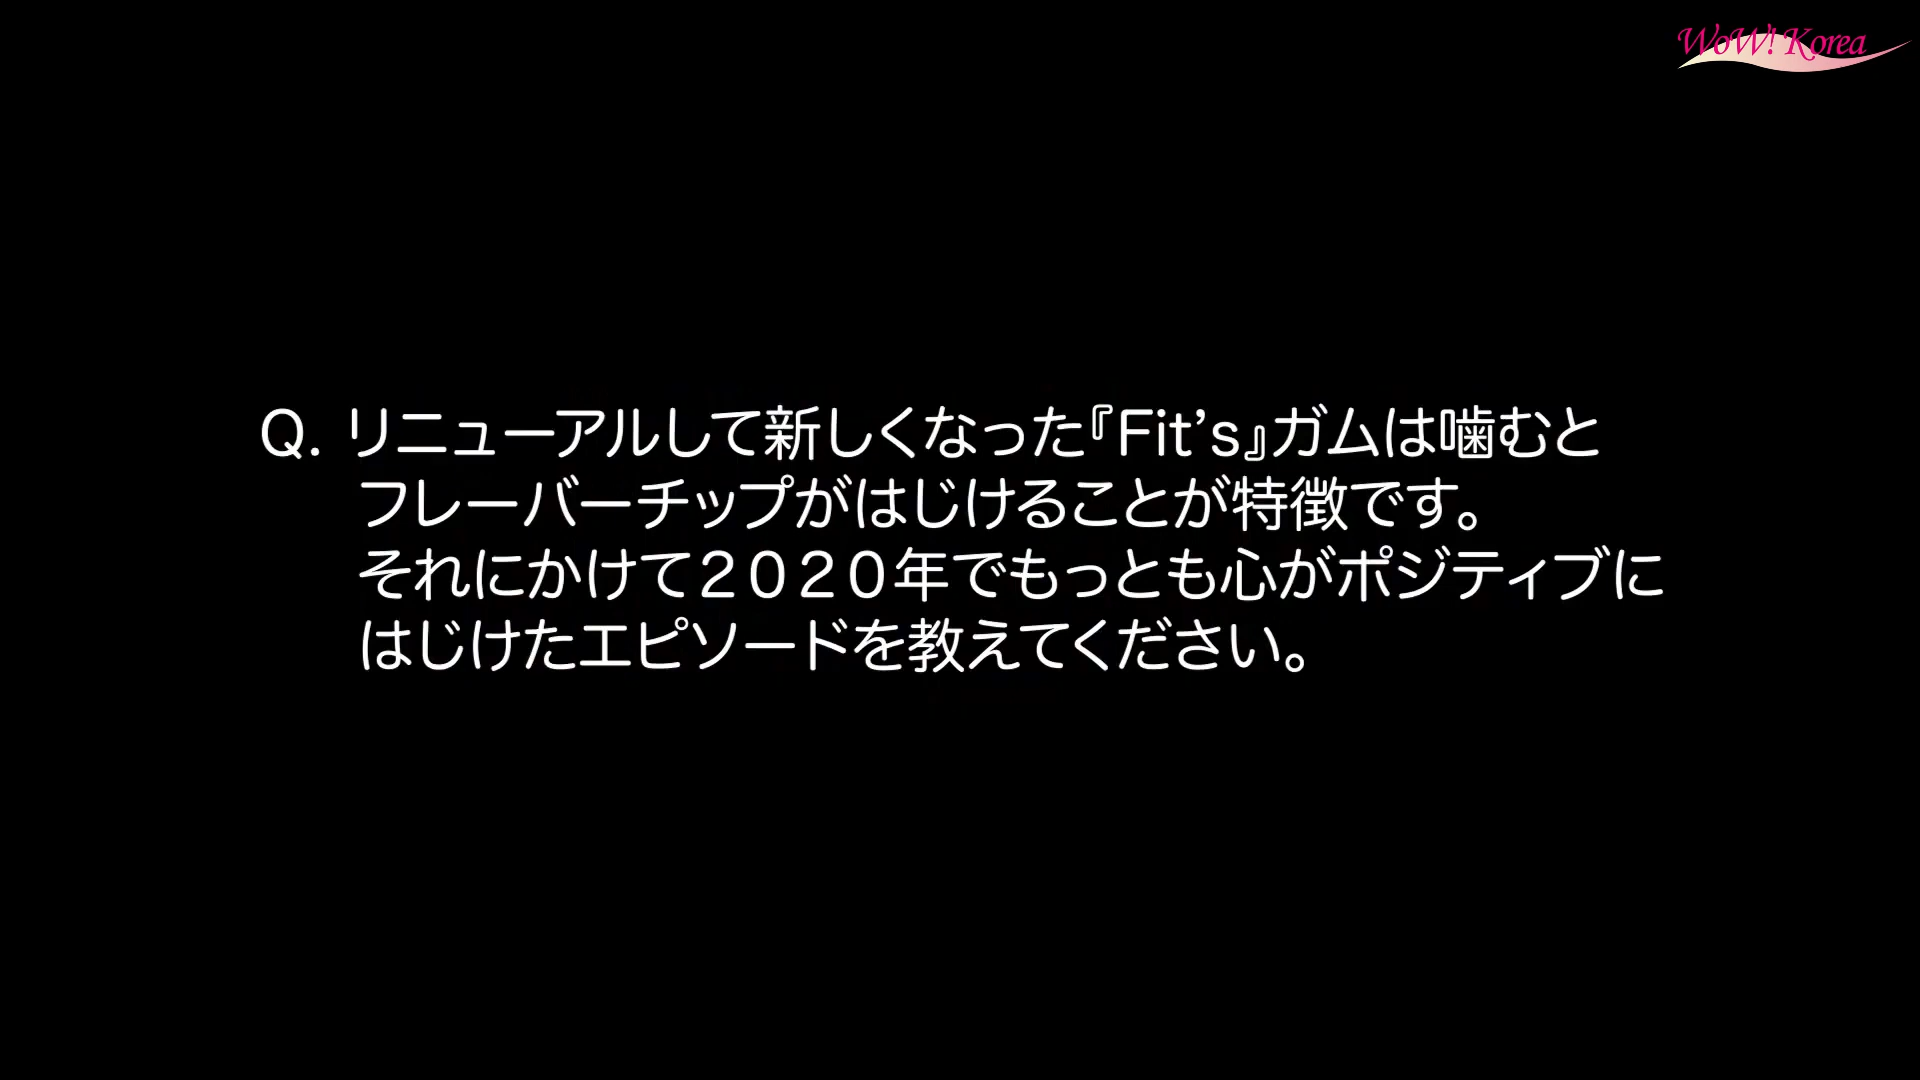 WoW! Korea
Q. リニューアルして新しくなった『Fit’s』ガムは噛むと
フレーバーチップがはじけることが特徴です。
それにかけて２０２０年でもっとも心がポジティブに
はじけたエピソードを教えてください。